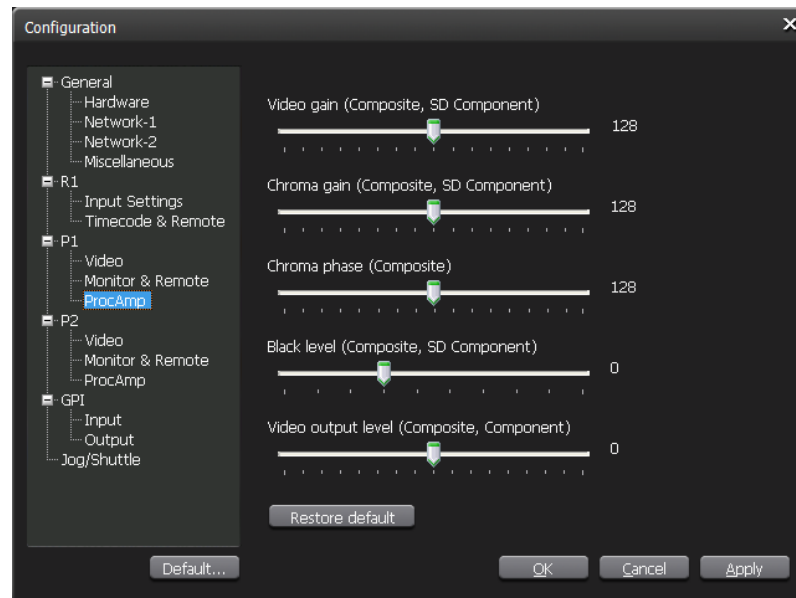 Configuration
General
Hardware
Network-1
Network-2
Miscellaneous
R1
Input Settings
Timecode & Remote
P1
Video
Monitor & Remote
ProcAmp
P2
Video
Monitor & Remote
ProcAmp
GPI
Input
Output
Jog/Shuttle
Default...
Video gain (Composite, SD Component)
128
Chroma gain (Composite, SD Component)
128
Chroma phase (Composite)
128
Black level (Composite, SD Component)
0
Video output level (Composite, Component)
0
Restore default
OK
Cancel
Apply